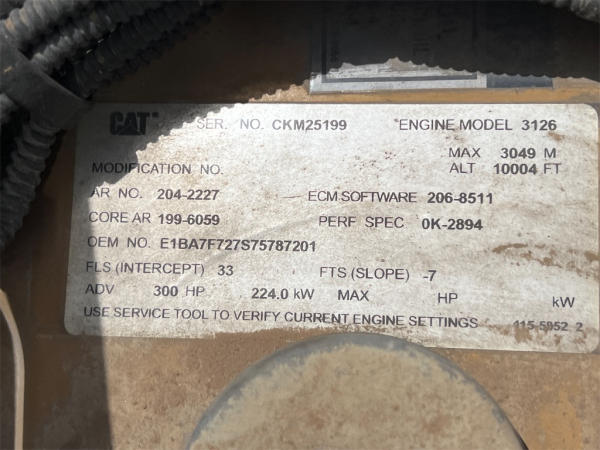 CAT SER. NO. CKM25199 ENGINE MODEL 3126
MAX 3049 M
MODIFICATION NO. ALT 10004 FT
AR NO. 204-2227 ECM SOFTWARE 206-8511
CORE AR 199-6059 PERF SPEC 0K-2894
OEM NO. E1BA7F727S75787201
FLS (INTERCEPT) 33 FTS (SLOPE) -7
ADV 300 HP 224.0 kW MAX HP kW
USE SERVICE TOOL TO VERIFY CURRENT ENGINE SETTINGS 115-5952 2